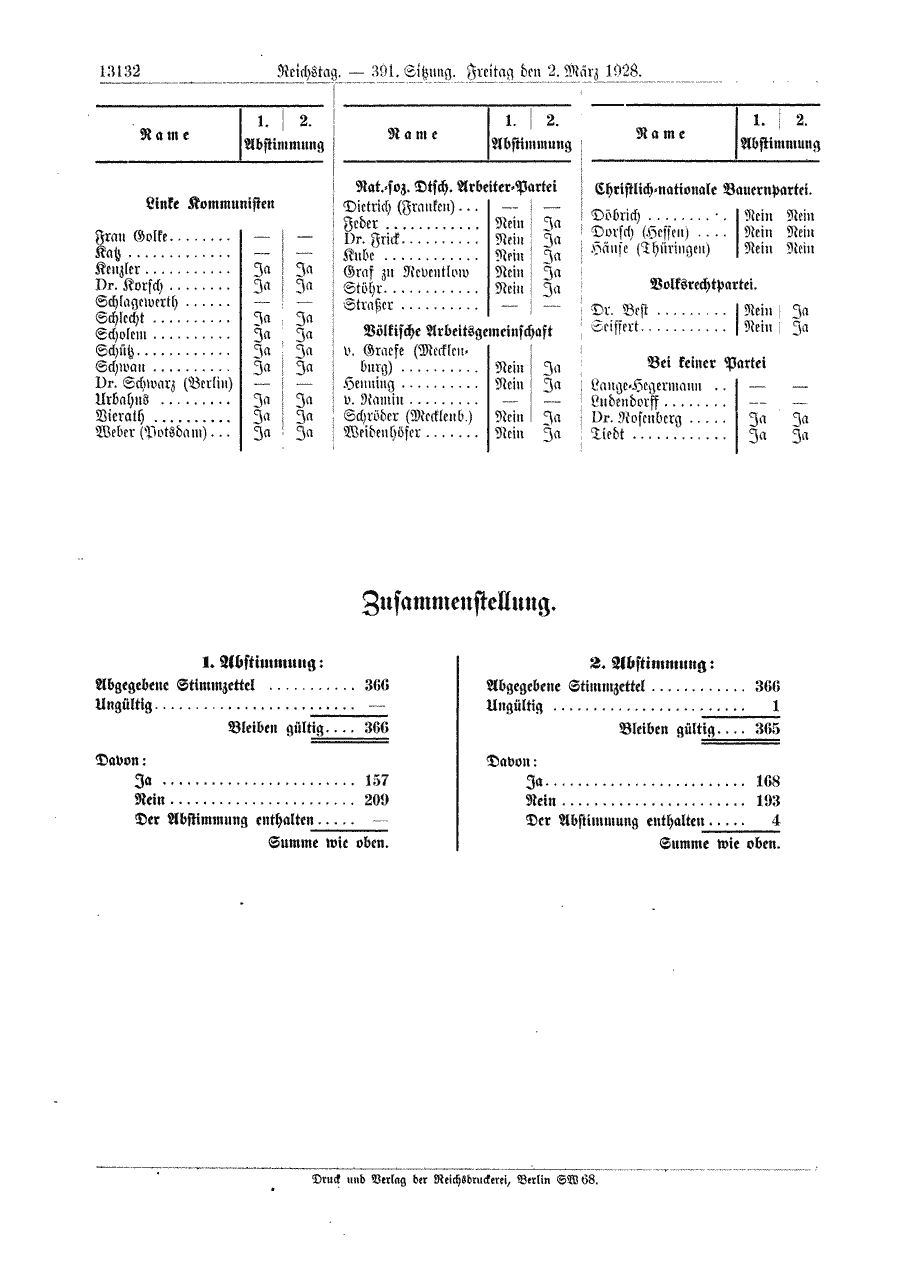 13132 Reichstag. — 391. Sitzung. Freitag den 2. März 1928.
Name 1. 2.
Abstimmung
Linke Kommunisten
Frau Golke........ — —
Katz ............ — —
Kenzler ........... Ja Ja
Dr. Korsch ........ Ja Ja
Schlagewerth ...... — —
Schlecht .......... Ja Ja
Scholem .......... Ja Ja
Schütz............ Ja Ja
Schwan .......... Ja Ja
Dr. Schwarz (Berlin) — —
Urbahns ......... Ja Ja
Vierath .......... Ja Ja
Weber (Potsdam)... Ja Ja
Name 1. 2.
Abstimmung
Nat.-soz. Dtsch. Arbeiter-Partei
Dietrich (Franken)... — —
Feder ............ Nein Ja
Dr. Frick.......... Nein Ja
Kube ............ Nein Ja
Graf zu Reventlow Nein Ja
Stöhr............ Nein Ja
Straßer .......... — —
Völkische Arbeitsgemeinschaft
v. Graefe (Mecklen-
burg) .......... Nein Ja
Henning .......... Nein Ja
v. Ramin ......... — —
Schröder (Mecklenb.) Nein Ja
Weidenhöfer ....... Nein Ja
Name 1. 2.
Abstimmung
Christlich-nationale Bauernpartei.
Döbrich .......... Nein Nein
Dorsch (Hessen) .... Nein Nein
Hänse (Thüringen) Nein Nein
Volksrechtpartei.
Dr. Best ......... Nein Ja
Seiffert........... Nein Ja
Bei keiner Partei
Lange-Hegermann .. — —
Ludendorff ........ — —
Dr. Rosenberg ..... Ja Ja
Tiedt ............ Ja Ja
Zusammenstellung.
1. Abstimmung:
Abgegebene Stimmzettel ........... 366
Ungültig......................... —
Bleiben gültig.... 366
Davon:
Ja ........................ 157
Nein ....................... 209
Der Abstimmung enthalten ..... —
Summe wie oben.
2. Abstimmung:
Abgegebene Stimmzettel ............ 366
Ungültig ........................ 1
Bleiben gültig.... 365
Davon:
Ja......................... 168
Nein ....................... 193
Der Abstimmung enthalten ..... 4
Summe wie oben.
Druck und Verlag der Reichsdruckerei, Berlin SW 68.